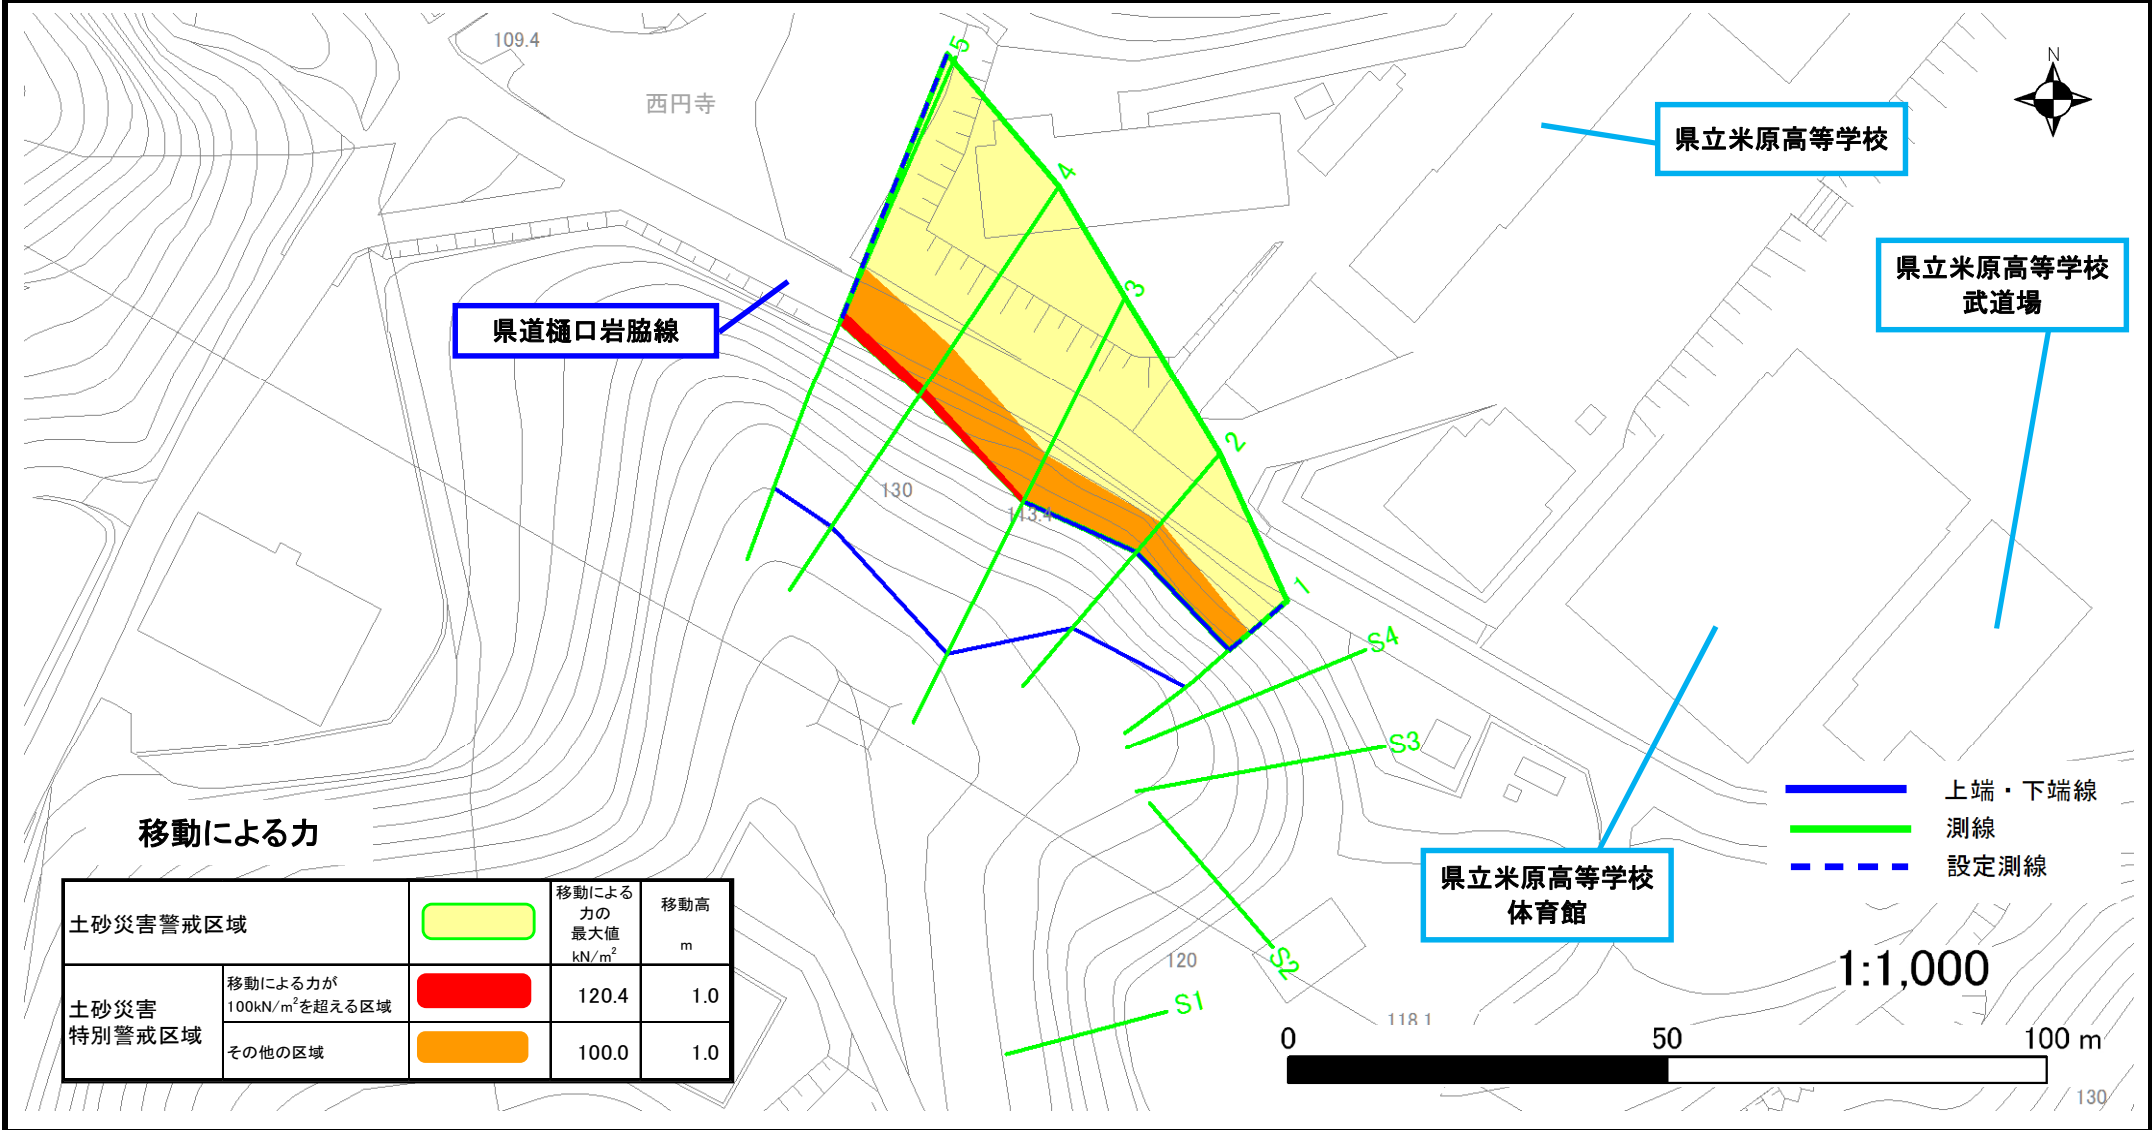 109.4
西円寺
5
N
県立米原高等学校
4
県立米原高等学校
武道場
3
県道樋口岩脇線
2
130
113.4
1
S4
S3
上端・下端線
測線
設定測線
移動による力
県立米原高等学校
体育館
土砂災害警戒区域
移動による
力の
最大値
kN/m²
移動高
m
土砂災害
特別警戒区域
移動による力が
100kN/m²を超える区域
120.4
1.0
その他の区域
100.0
1.0
120
S2
S1
118.1
1:1,000
0
50
100 m
130